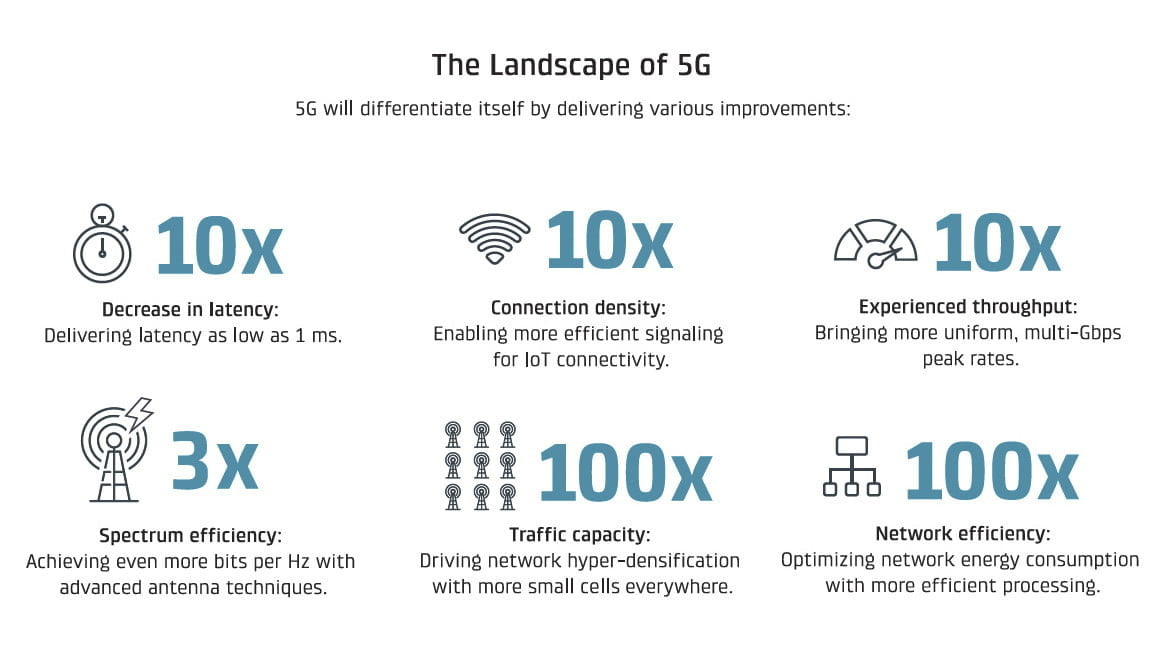 The Landscape of 5G
5G will differentiate itself by delivering various improvements:
10x
Decrease in latency:
Delivering latency as low as 1 ms.
10x
Connection density:
Enabling more efficient signaling
for IoT connectivity.
10x
Experienced throughput:
Bringing more uniform, multi-Gbps
peak rates.
3x
Spectrum efficiency:
Achieving even more bits per Hz with
advanced antenna techniques.
100x
Traffic capacity:
Driving network hyper-densification
with more small cells everywhere.
100x
Network efficiency:
Optimizing network energy consumption
with more efficient processing.